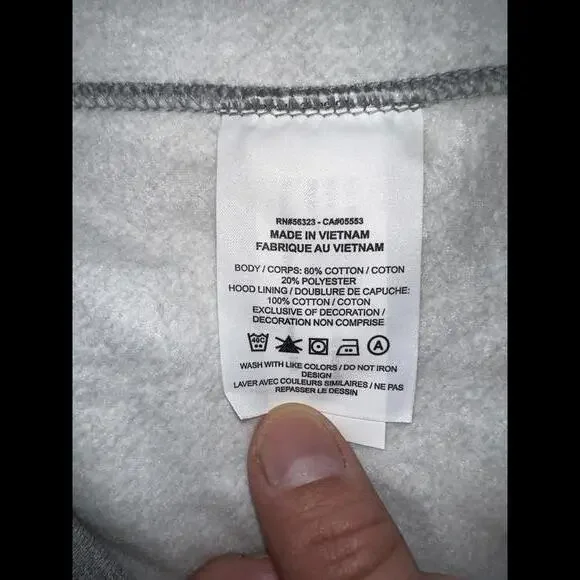 RN#56323 - CA#05553
MADE IN VIETNAM
FABRIQUE AU VIETNAM
BODY / CORPS: 80% COTTON / COTON
20% POLYESTER
HOOD LINING / DOUBLURE DE CAPUCHE:
100% COTTON / COTON
EXCLUSIVE OF DECORATION /
DECORATION NON COMPRISE
40C A
WASH WITH LIKE COLORS / DO NOT IRON
DESIGN
LAVER AVEC COULEURS SIMILAIRES / NE PAS
REPASSER LE DESSIN